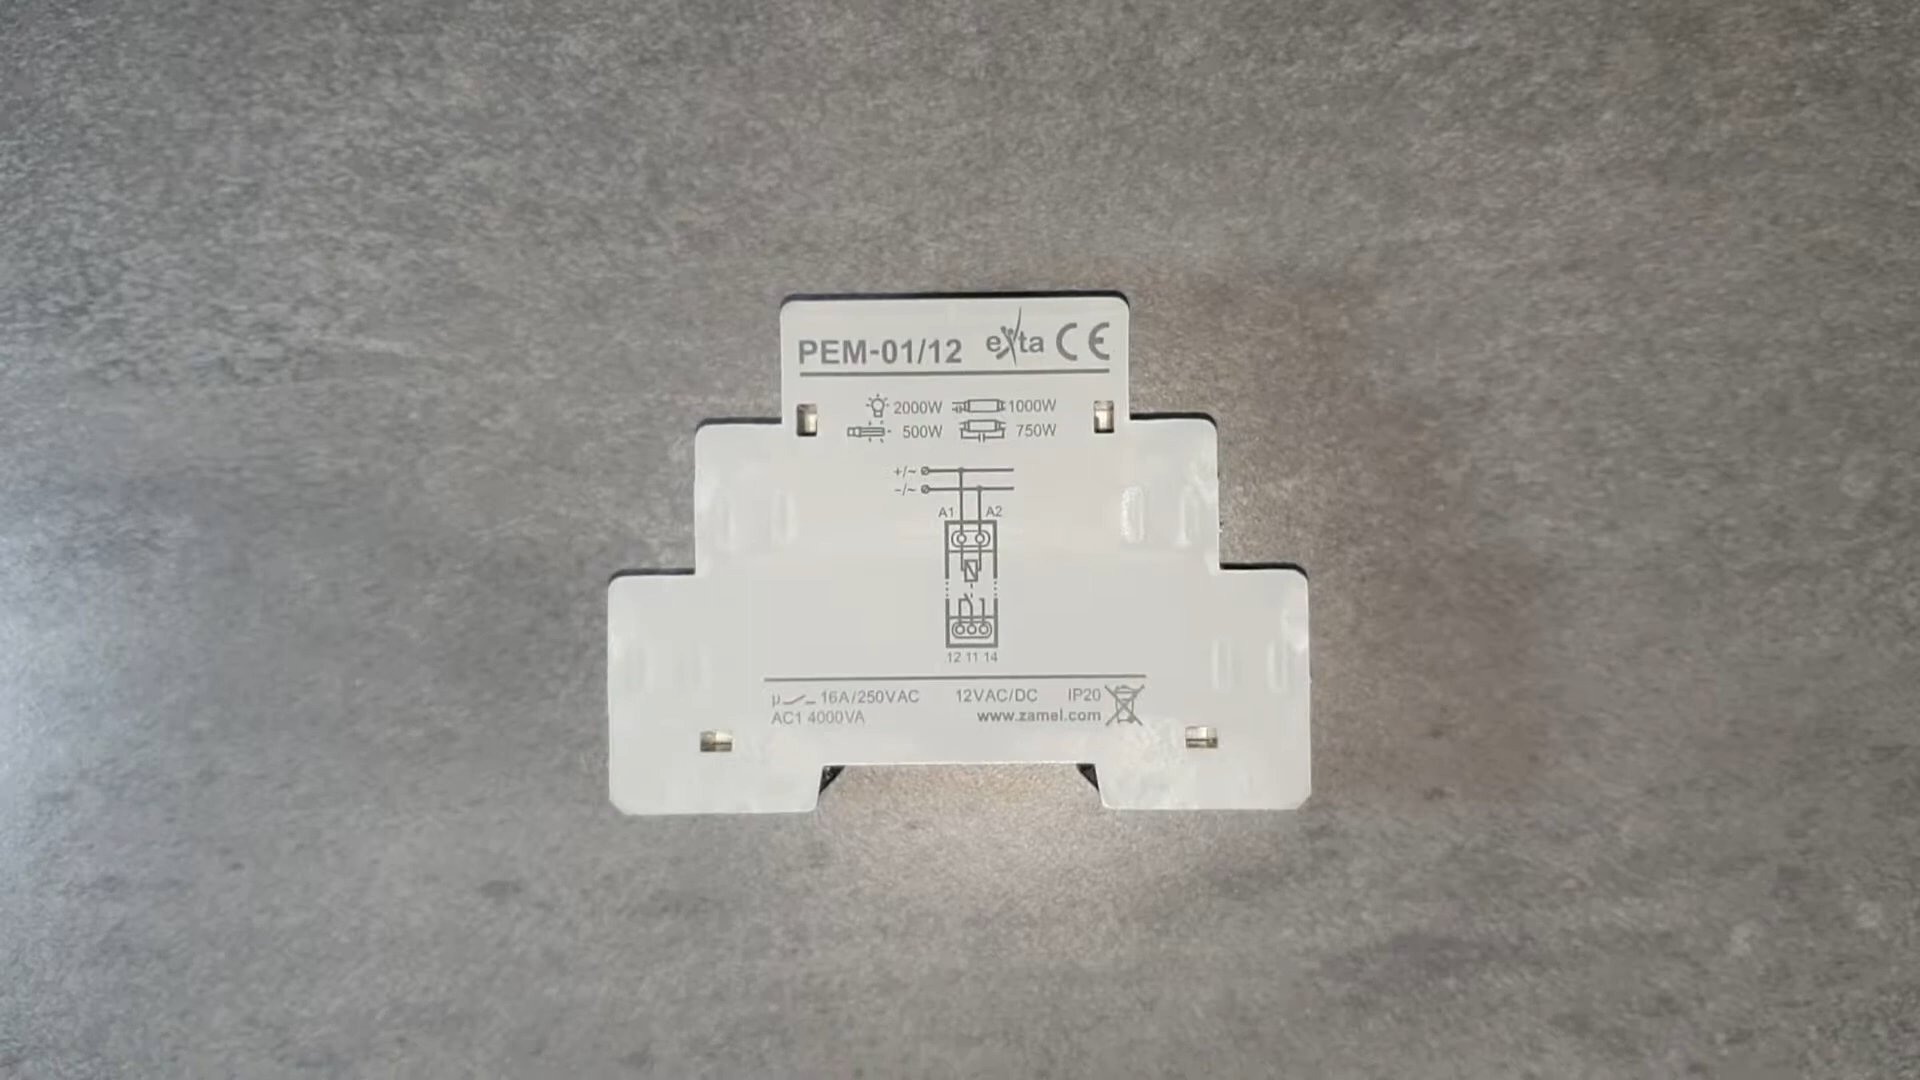 PEM-01/12 exta CE
2000W 1000W
500W 750W
+/~
−/~
A1 A2
12 11 14
μ 16A/250VAC 12VAC/DC IP20
AC1 4000VA www.zamel.com